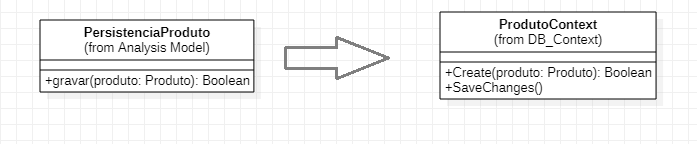 PersistenciaProduto
(from Analysis Model)
+gravar(produto: Produto): Boolean
ProdutoContext
(from DB_Context)
+Create(produto: Produto): Boolean
+SaveChanges()